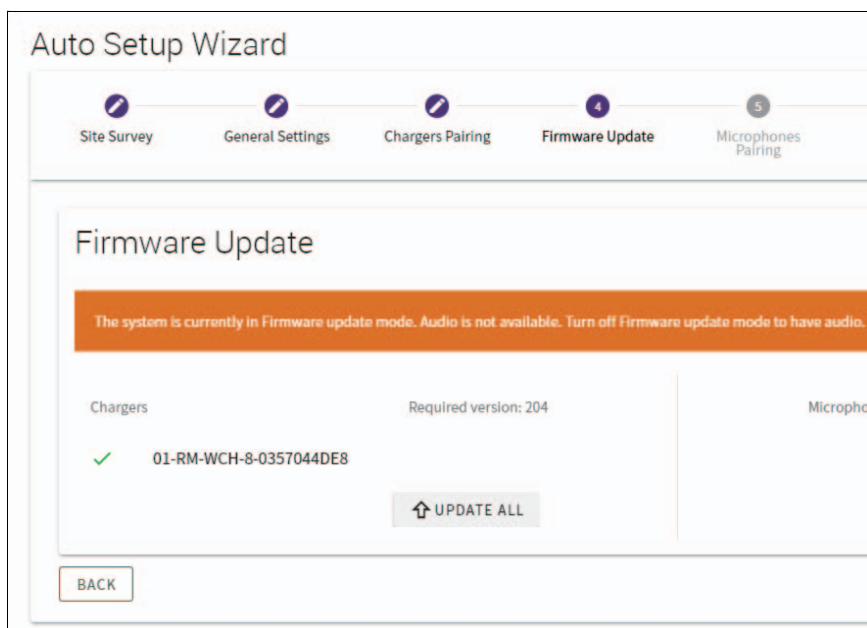 Auto Setup Wizard
4
5
Site Survey
General Settings
Chargers Pairing
Firmware Update
Microphones
Pairing
Firmware Update
The system is currently in Firmware update mode. Audio is not available. Turn off Firmware update mode to have audio.
Chargers
Required version: 204
Micropho
01-RM-WCH-8-0357044DE8
UPDATE ALL
BACK